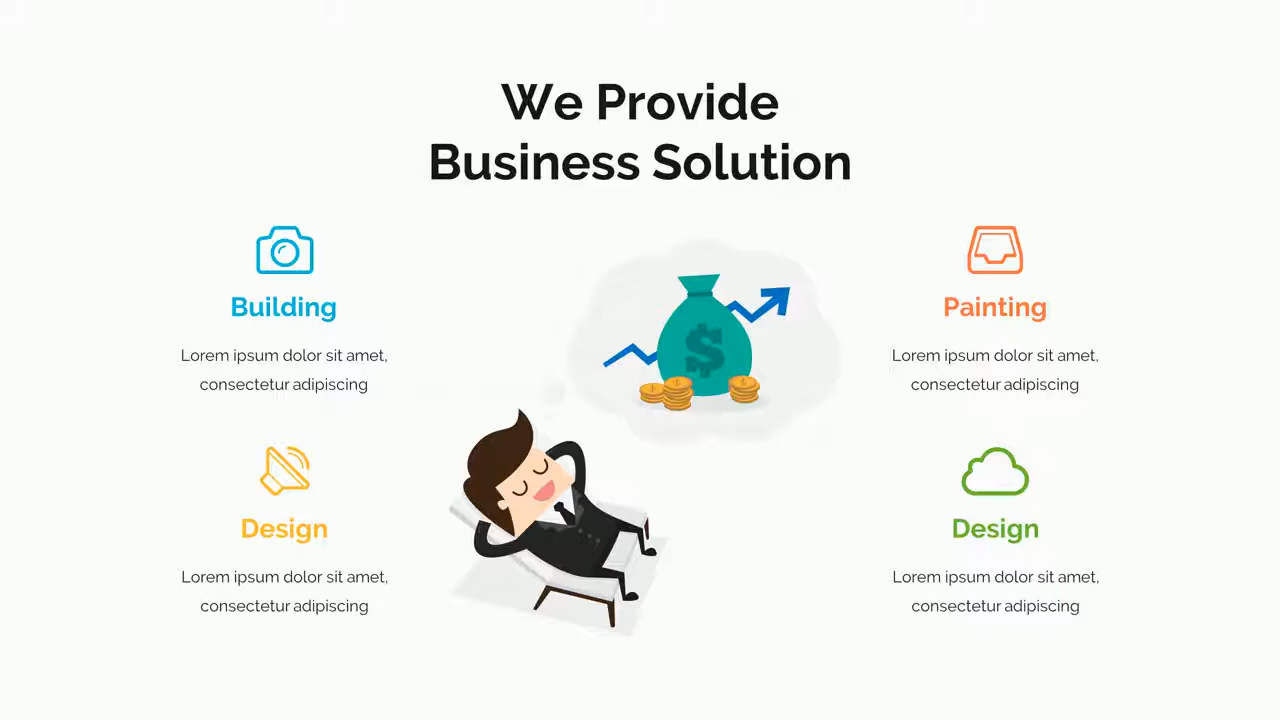 We Provide
Business Solution
Building
Lorem ipsum dolor sit amet,
consectetur adipiscing
Painting
Lorem ipsum dolor sit amet,
consectetur adipiscing
$
Design
Lorem ipsum dolor sit amet,
consectetur adipiscing
Design
Lorem ipsum dolor sit amet,
consectetur adipiscing